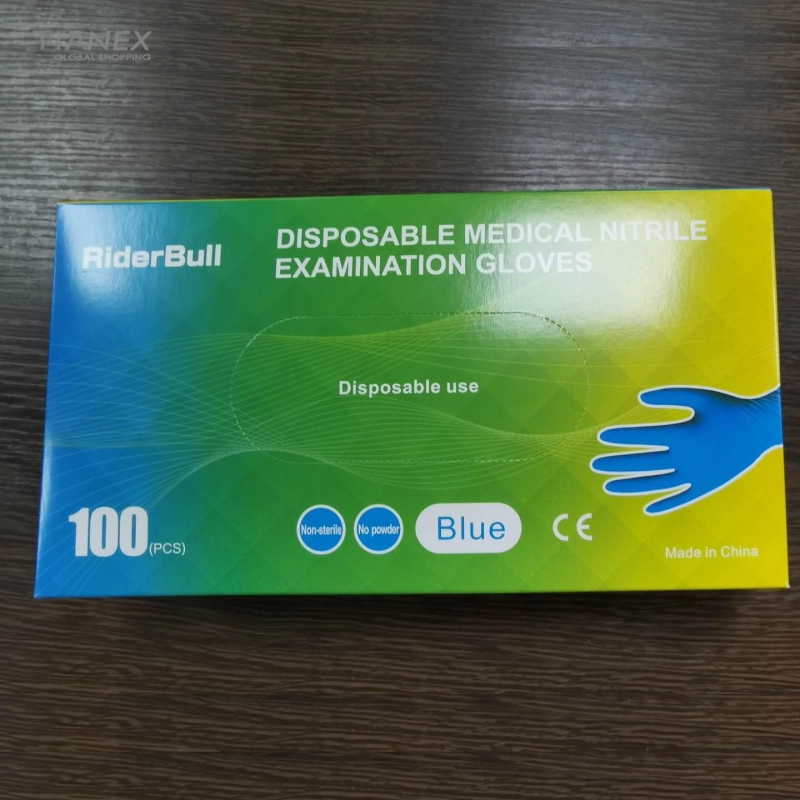 GLOBAL SHOPPING
RiderBull
DISPOSABLE MEDICAL NITRILE
EXAMINATION GLOVES
Disposable use
100(PCS)
Non-sterile
No powder
Blue
CE
Made in China